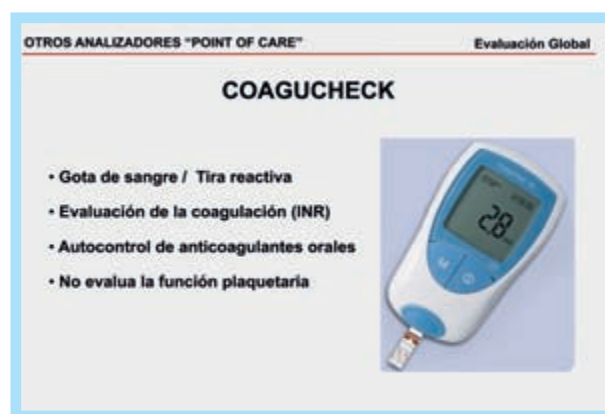 OTROS ANALIZADORES "POINT OF CARE"
Evaluación Global
COAGUCHECK
• Gota de sangre / Tira reactiva
• Evaluación de la coagulación (INR)
• Autocontrol de anticoagulantes orales
• No evalua la función plaquetaria
2.8
M